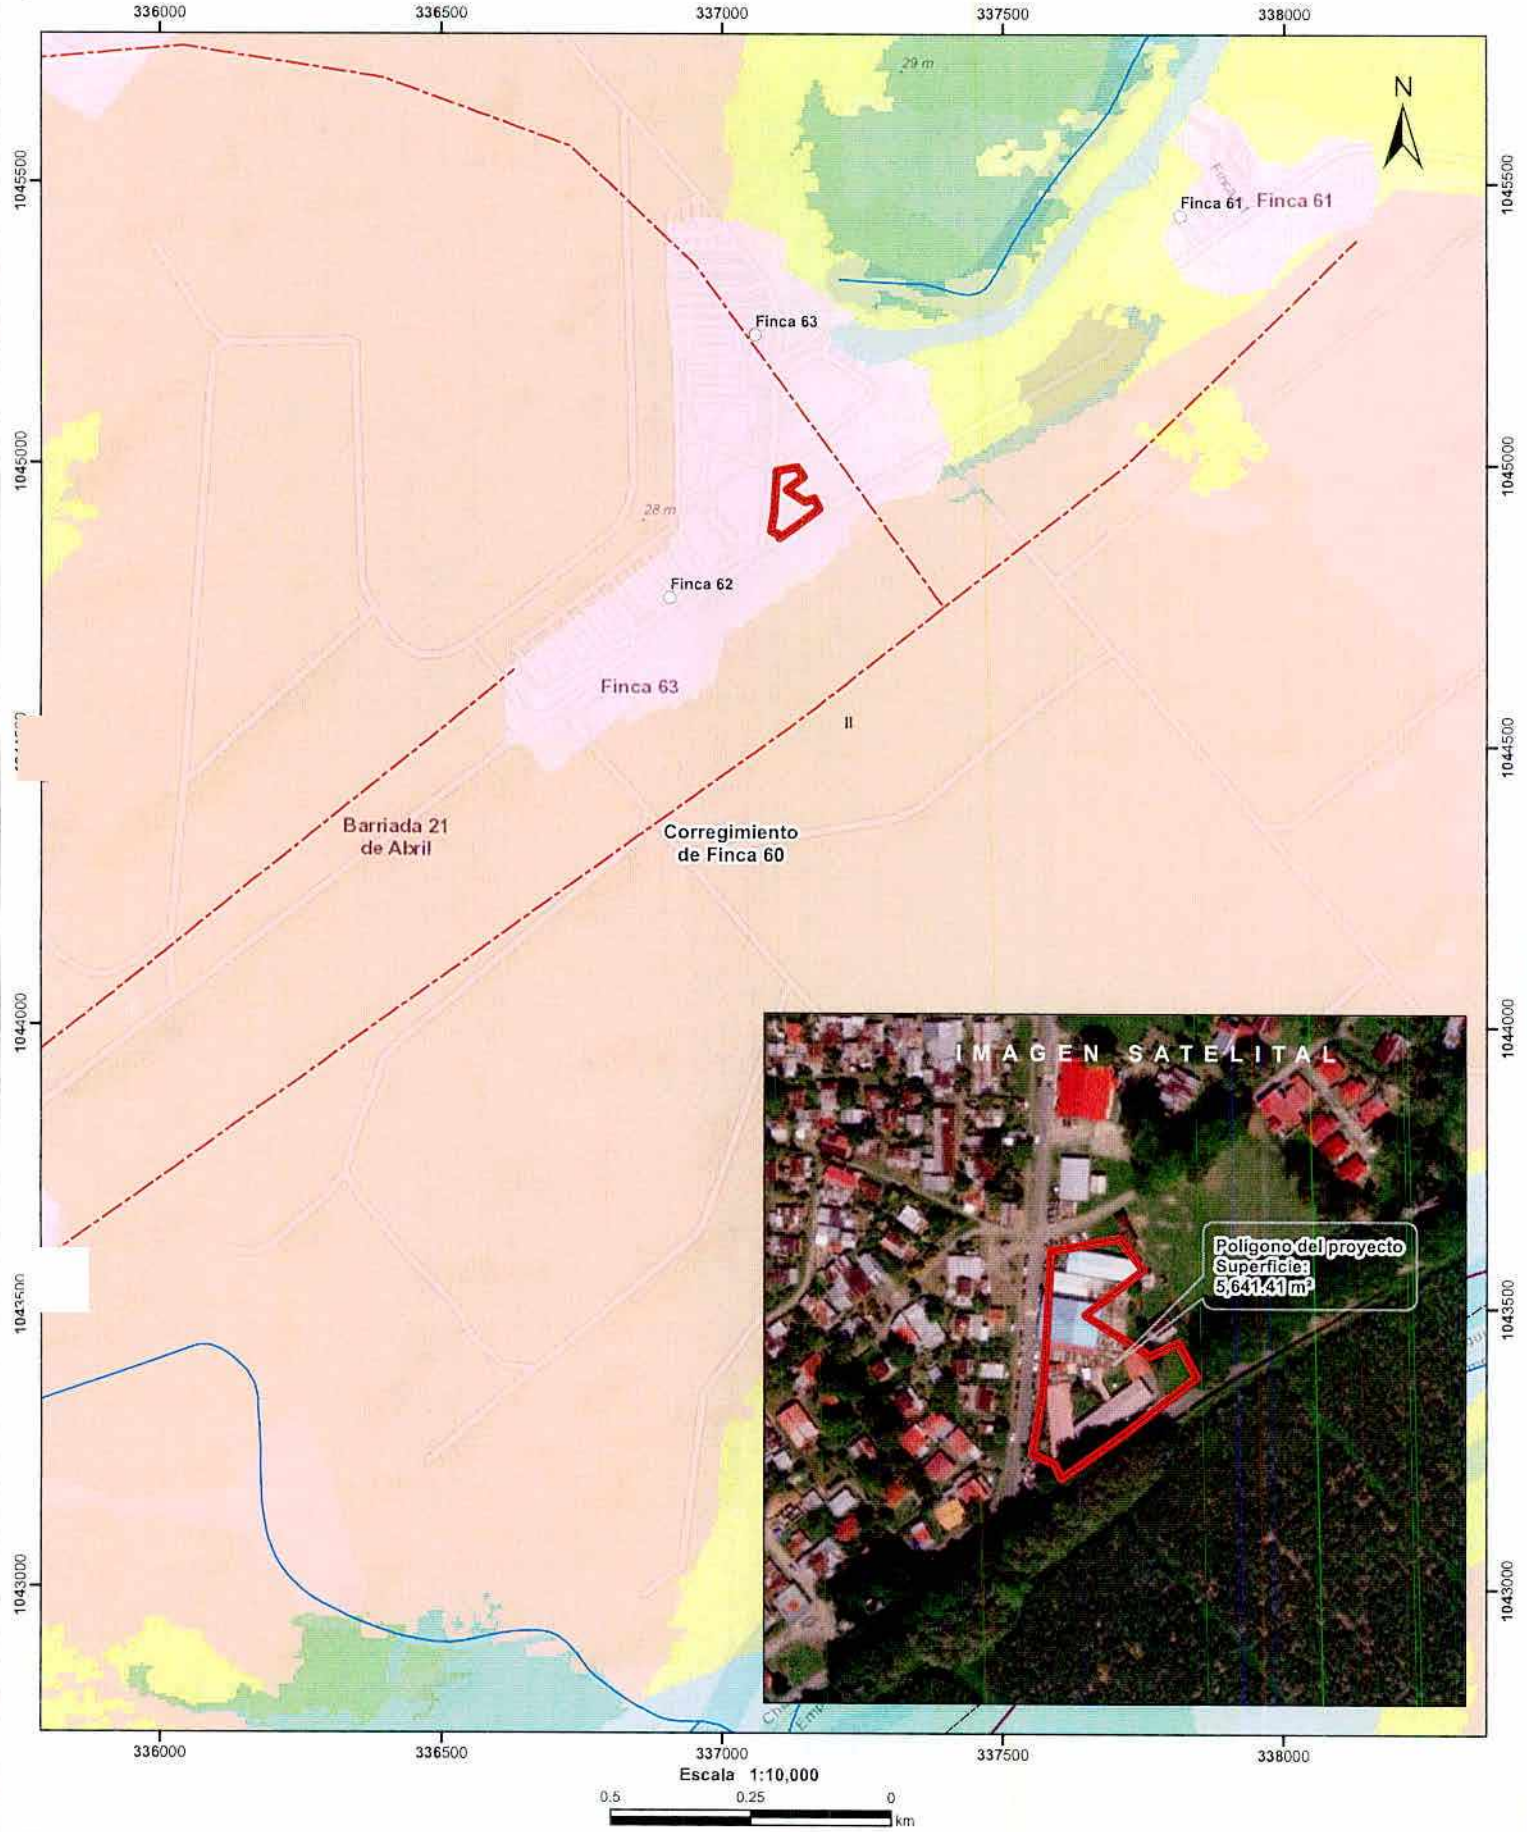 336000
336500
337000
337500
338000
29 m
N
1045500
1045500
Finca 61
Finca 61
Finca 63
1045000
1045000
28 m
Finca 62
Finca 63
II
1044500
Barriada 21
de Abril
Corregimiento
de Finca 60
1044000
1044000
IMAGEN SATELITAL
Polígono del proyecto
Superficie:
5,641.41 m²
1043500
1043500
1043000
1043000
336000
336500
337000
337500
338000
Escala 1:10,000
0.5
0.25
0
km